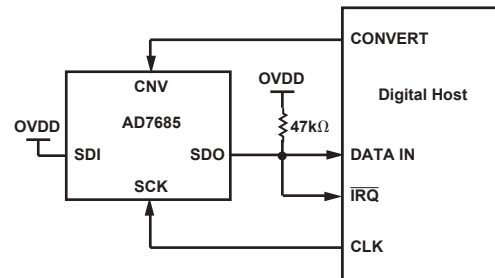 CONVERT
CNV
OVDD
Digital Host
OVDD
AD7685
47kΩ
SDI
SDO
DATA IN
SCK
IRQ
CLK